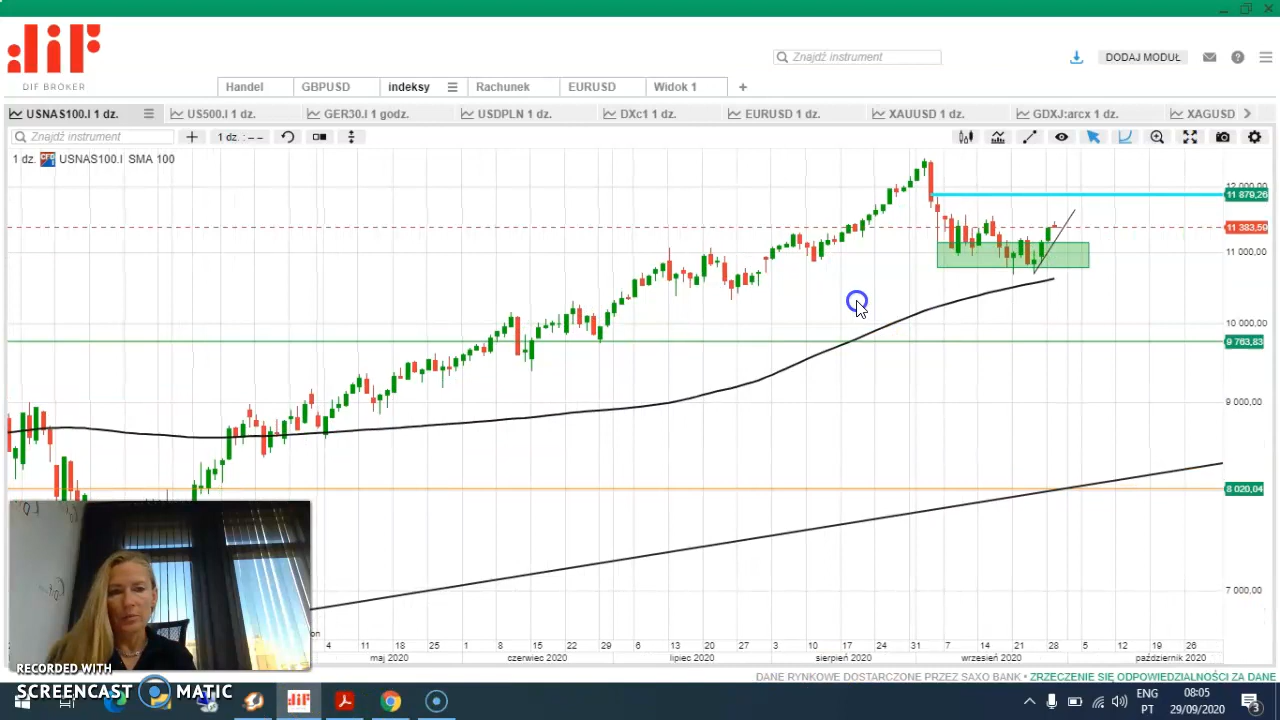 dif
DIF BRÓKER
Znajdź instrument
DODAJ MODUŁ
Handel
GBPUSD
indeksy
Rachunek
EURUSD
Widok 1
USNAS100.I 1 dz.
US500.I 1 dz.
GER30.I 1 godz.
USDPLN 1 dz.
DXc1 1 dz.
EURUSD 1 dz.
XAUUSD 1 dz.
GDXJ:arcx 1 dz.
XAGUSD
Znajdź instrument
1 dz. : – –
1 dz.
CFD
USNAS100.I SMA 100
12 000,00
11 879,26
11 383,59
11 000,00
10 000,00
9 763,83
9 000,00
8 020,04
7 000,00
4 11 18 25 1 8 15 22 29 6 13 20 27 3 10 17 24 31 7 14 21 28 5 12 19 26
maj 2020
czerwiec 2020
lipiec 2020
sierpień 2020
wrzesień 2020
październik 2020
DANE RYNKOWE DOSTARCZONE PRZEZ SAXO BANK • ZRZECZENIE SIĘ ODPOWIEDZIALNOŚCI ZA DANE
RECORDED WITH
SCREENCAST MATIC
dif
ENG
PT
08:05
29/09/2020
3